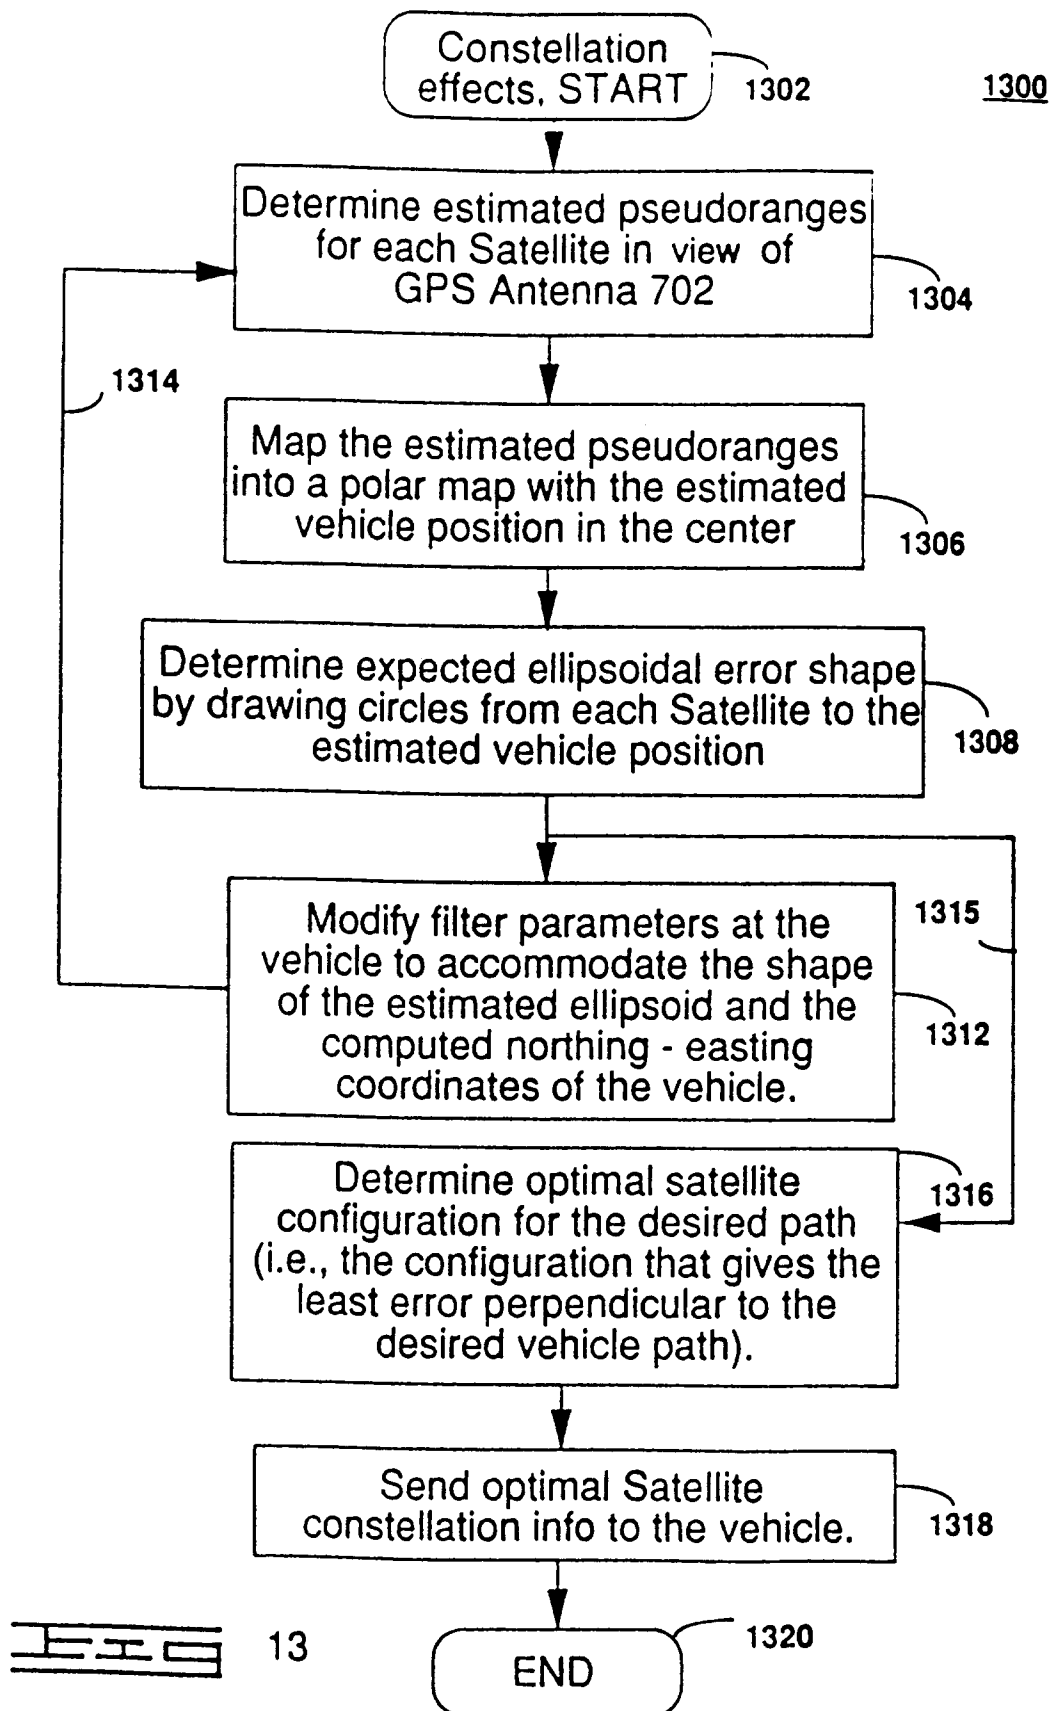 Constellation
effects, START
1302
1300
Determine estimated pseudoranges
for each Satellite in view of
GPS Antenna 702
1304
1314
Map the estimated pseudoranges
into a polar map with the estimated
vehicle position in the center
1306
Determine expected ellipsoidal error shape
by drawing circles from each Satellite to the
estimated vehicle position
1308
Modify filter parameters at the
vehicle to accommodate the shape
of the estimated ellipsoid and the
computed northing - easting
coordinates of the vehicle.
1315
1312
Determine optimal satellite
configuration for the desired path
(i.e., the configuration that gives the
least error perpendicular to the
desired vehicle path).
1316
Send optimal Satellite
constellation info to the vehicle.
1318
FIG 13
END
1320